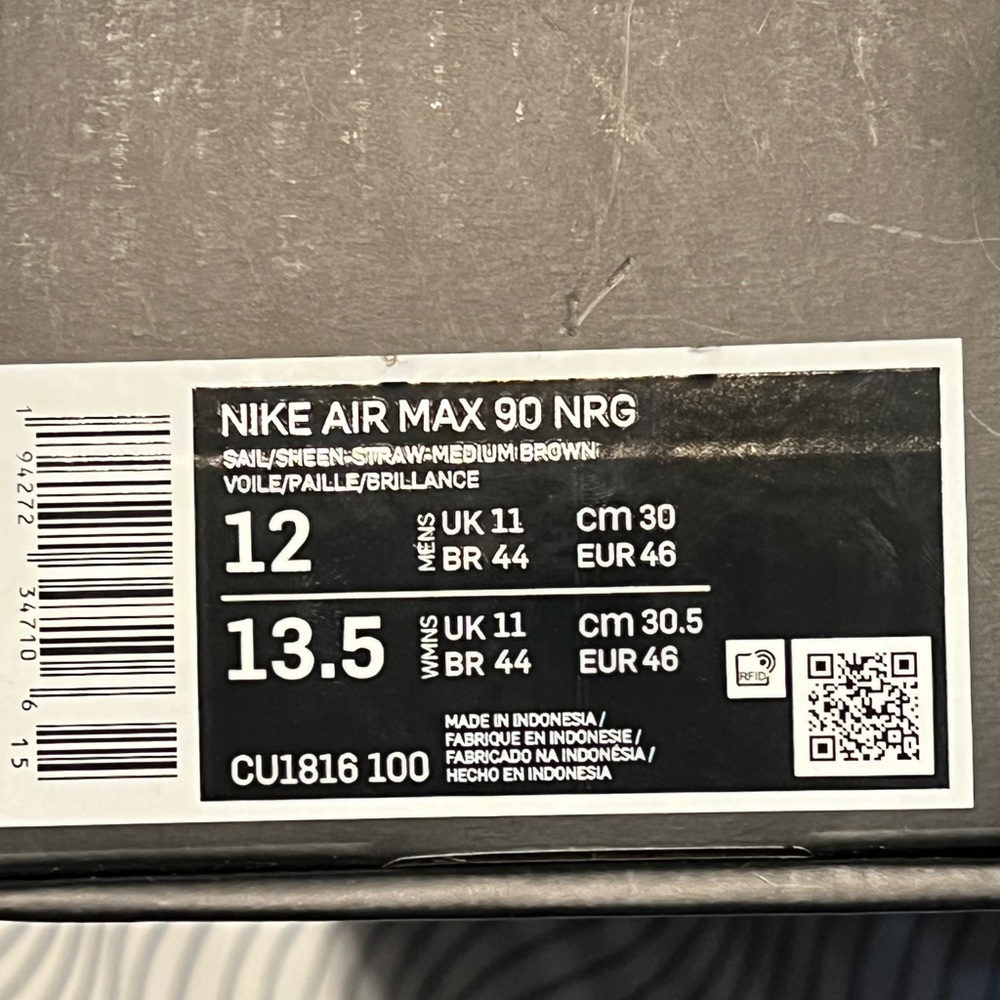 NIKE AIR MAX 90 NRG
SAIL/SHEEN-STRAW-MEDIUM BROWN
VOILE/PAILLE/BRILLANCE
12 MENS UK 11 cm 30
BR 44 EUR 46
13.5 WMNS UK 11 cm 30.5
BR 44 EUR 46
RFID
MADE IN INDONESIA /
FABRIQUE EN INDONESIE /
FABRICADO NA INDONÉSIA /
HECHO EN INDONESIA
CU1816 100
1 94272 34710 6 15